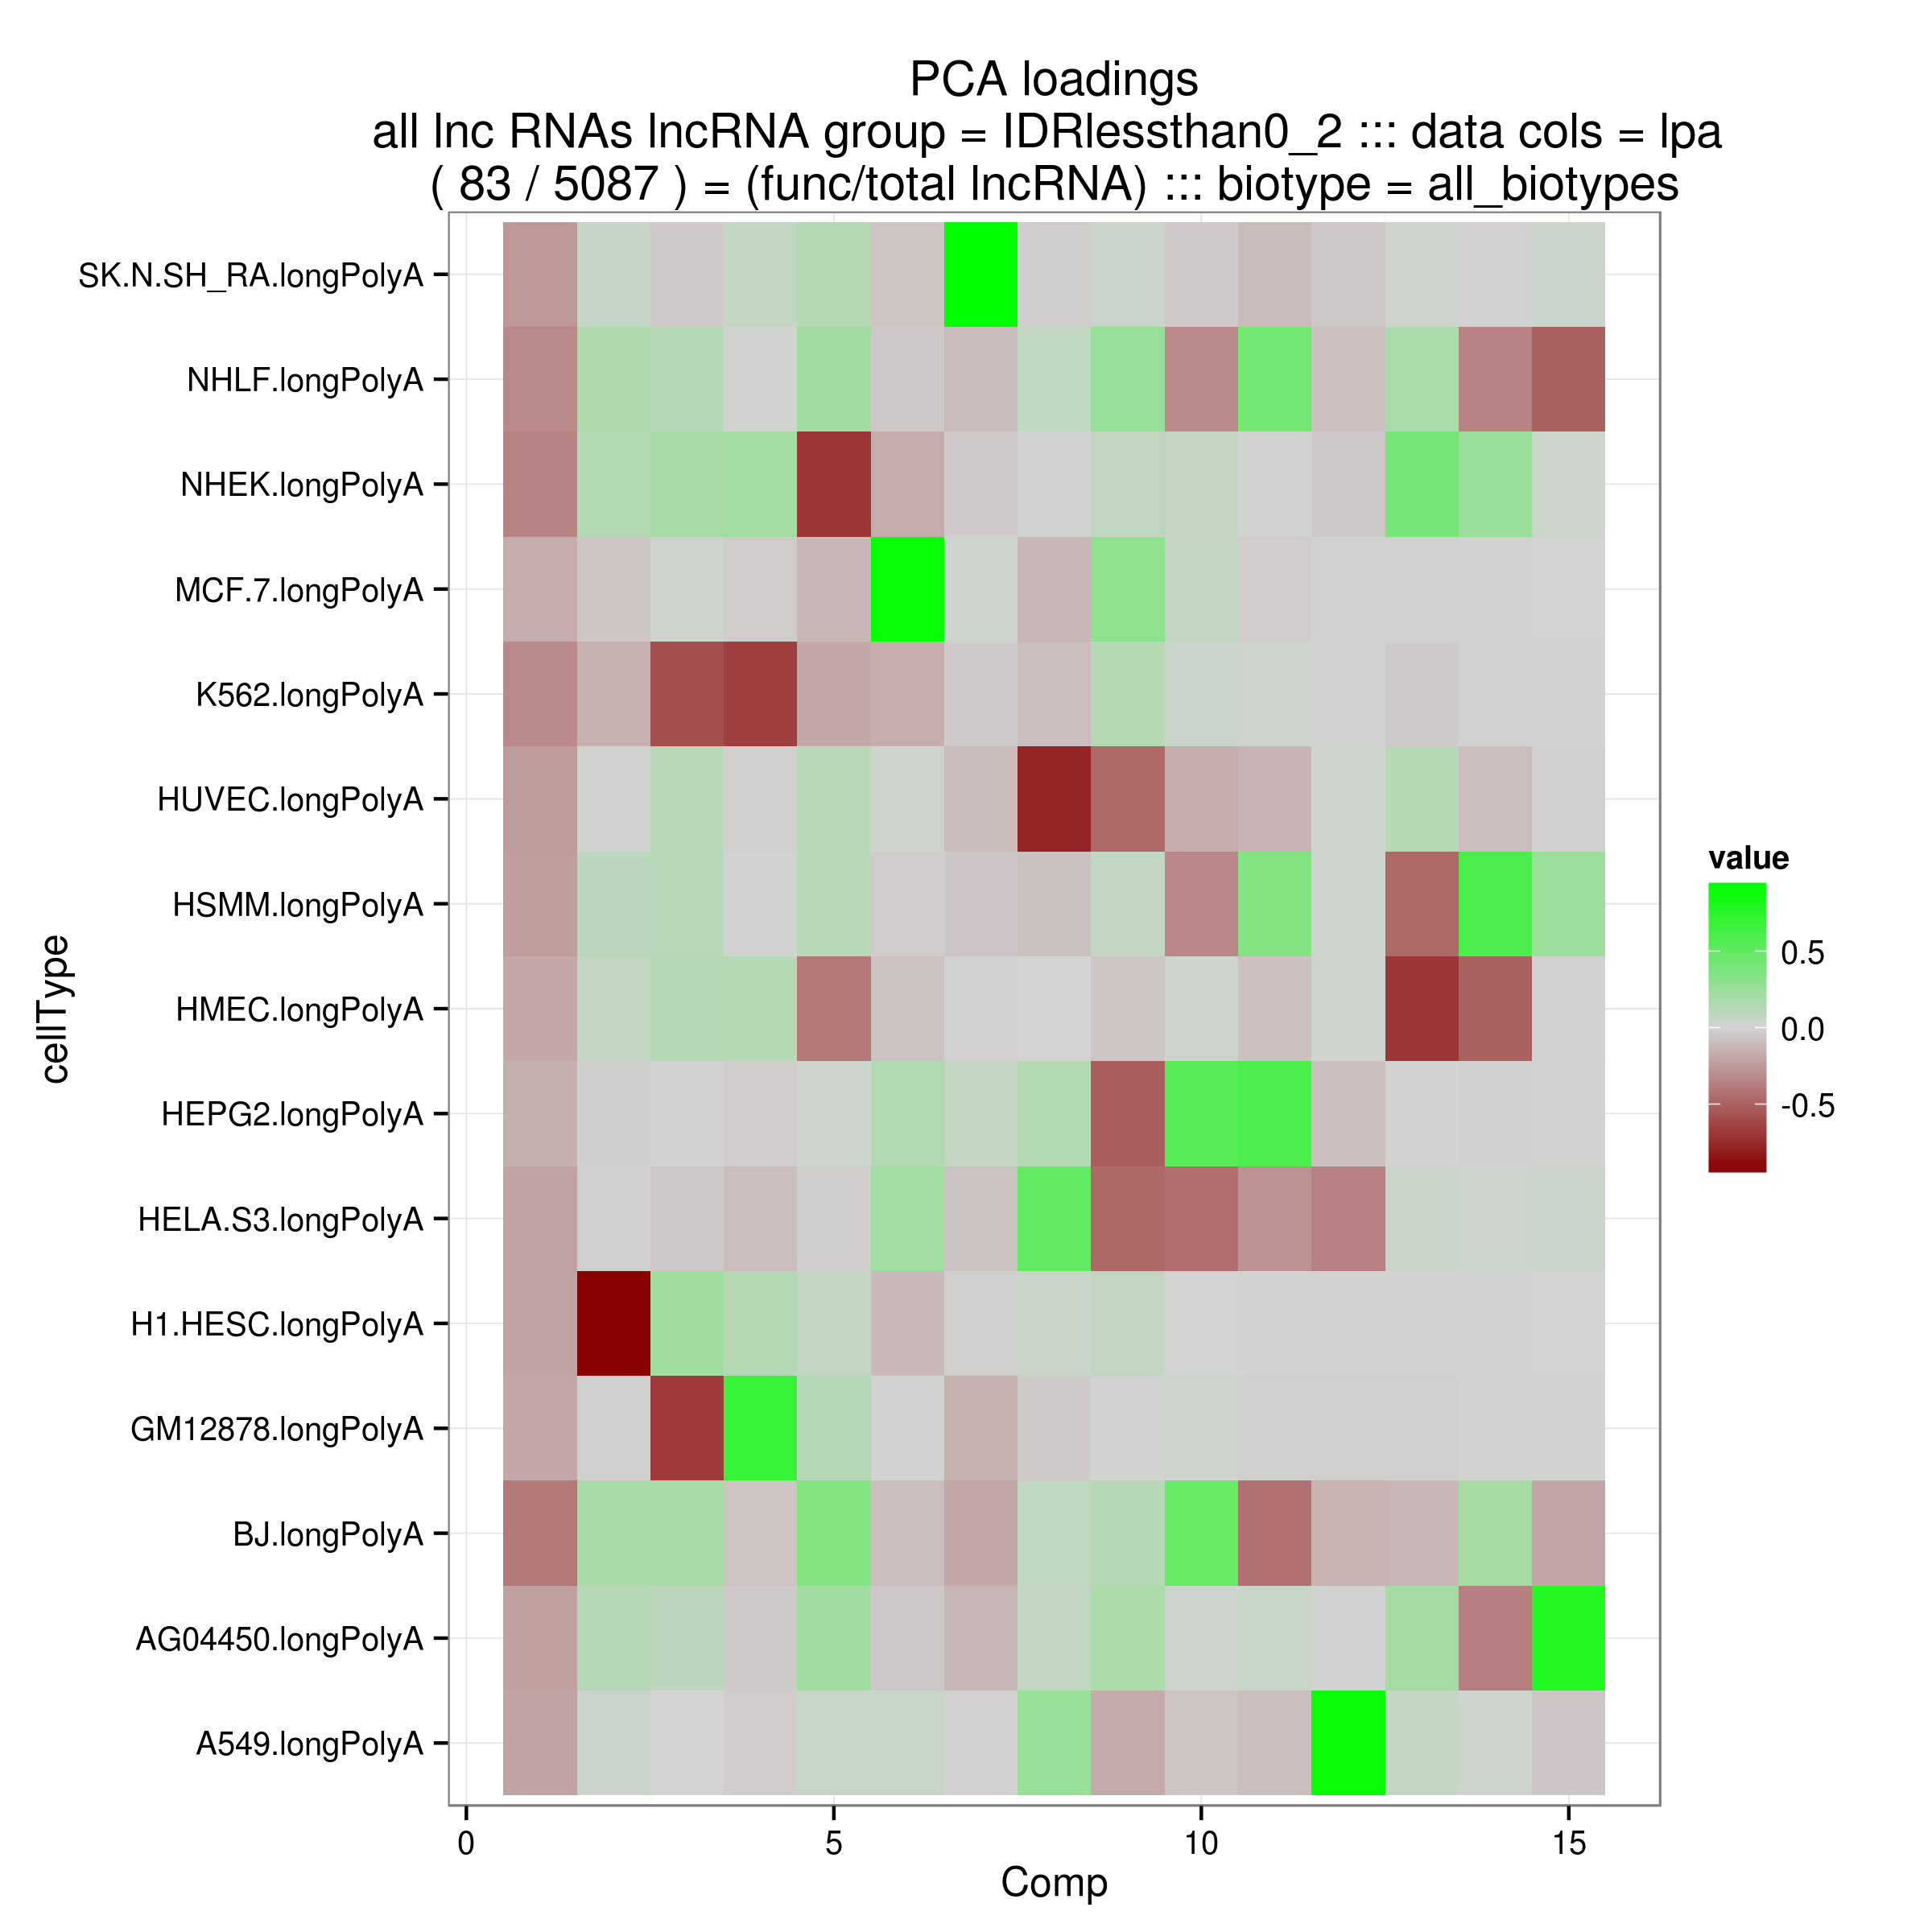 PCA loadings
all lnc RNAs lncRNA group = IDRlessthan0_2 ::: data cols = lpa
( 83 / 5087 ) = (func/total lncRNA) ::: biotype = all_biotypes
SK.N.SH_RA.longPolyA
NHLF.longPolyA
NHEK.longPolyA
MCF.7.longPolyA
K562.longPolyA
HUVEC.longPolyA
HSMM.longPolyA
HMEC.longPolyA
HEPG2.longPolyA
HELA.S3.longPolyA
H1.HESC.longPolyA
GM12878.longPolyA
BJ.longPolyA
AG04450.longPolyA
A549.longPolyA
cellType
0 5 10 15
Comp
value
0.5
0.0
-0.5